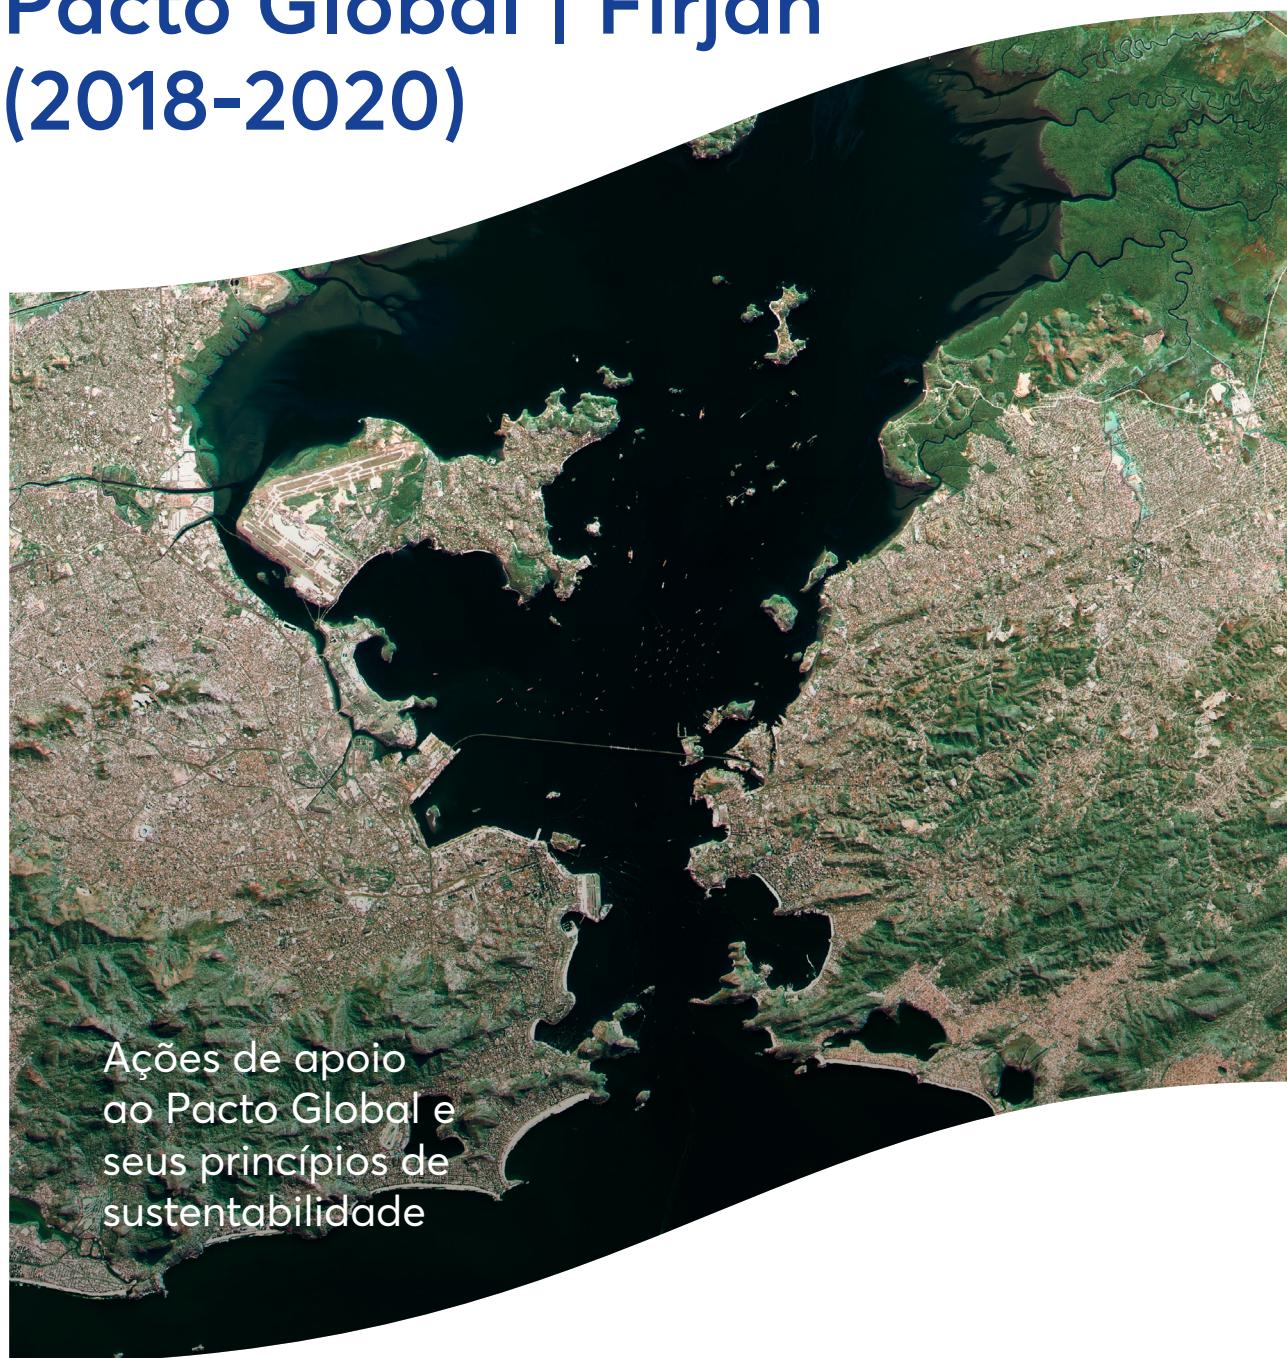 Pacto Global | Firjan
(2018-2020)
Ações de apoio
ao Pacto Global e
seus princípios de
sustentabilidade